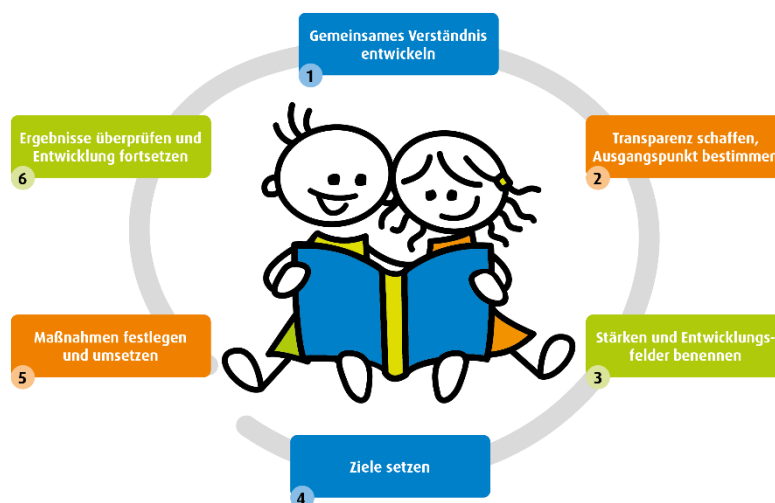 Gemeinsames Verständnis
entwickeln
1
Transparenz schaffen,
Ausgangspunkt bestimmen
2
Stärken und Entwicklungs-
felder benennen
3
Ziele setzen
4
Maßnahmen festlegen
und umsetzen
5
Ergebnisse überprüfen und
Entwicklung fortsetzen
6